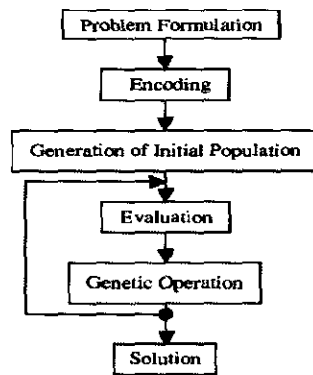 Problem Formulation
Encoding
Generation of Initial Population
Evaluation
Genetic Operation
Solution